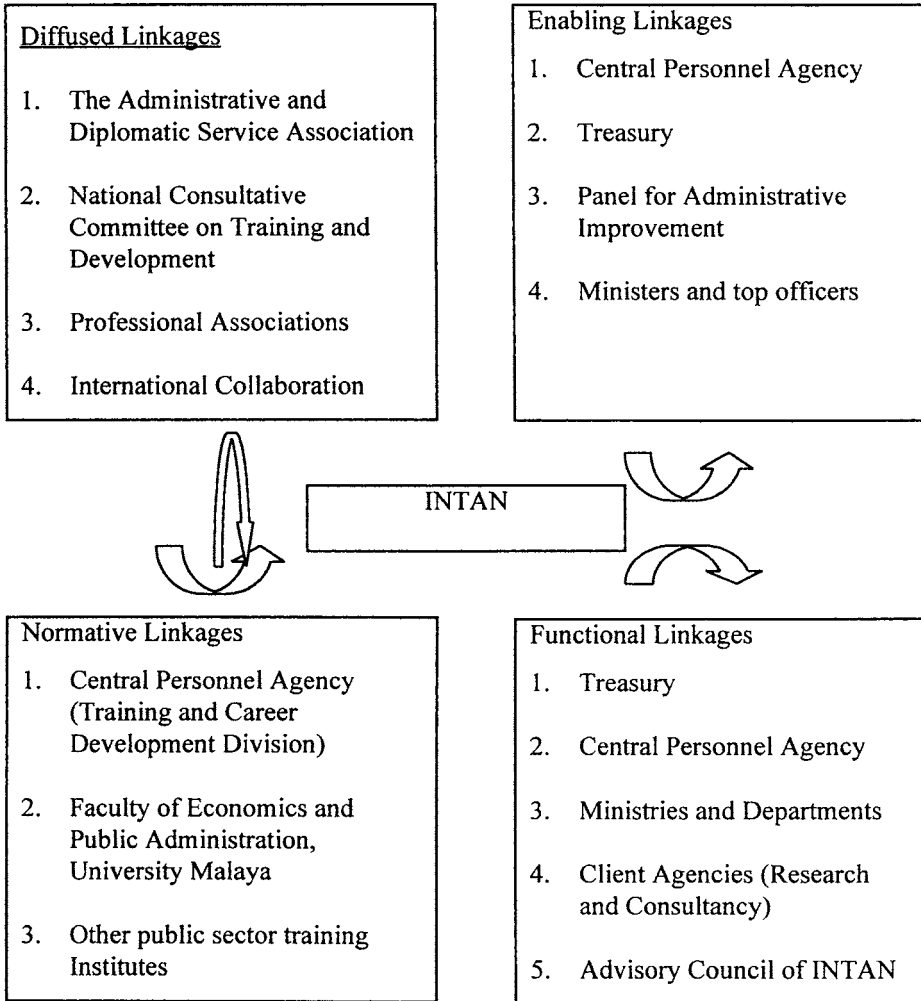 Diffused Linkages
1. The Administrative and
Diplomatic Service Association
2. National Consultative
Committee on Training and
Development
3. Professional Associations
4. International Collaboration
Enabling Linkages
1. Central Personnel Agency
2. Treasury
3. Panel for Administrative
Improvement
4. Ministers and top officers
INTAN
Normative Linkages
1. Central Personnel Agency
(Training and Career
Development Division)
2. Faculty of Economics and
Public Administration,
University Malaya
3. Other public sector training
Institutes
Functional Linkages
1. Treasury
2. Central Personnel Agency
3. Ministries and Departments
4. Client Agencies (Research
and Consultancy)
5. Advisory Council of INTAN